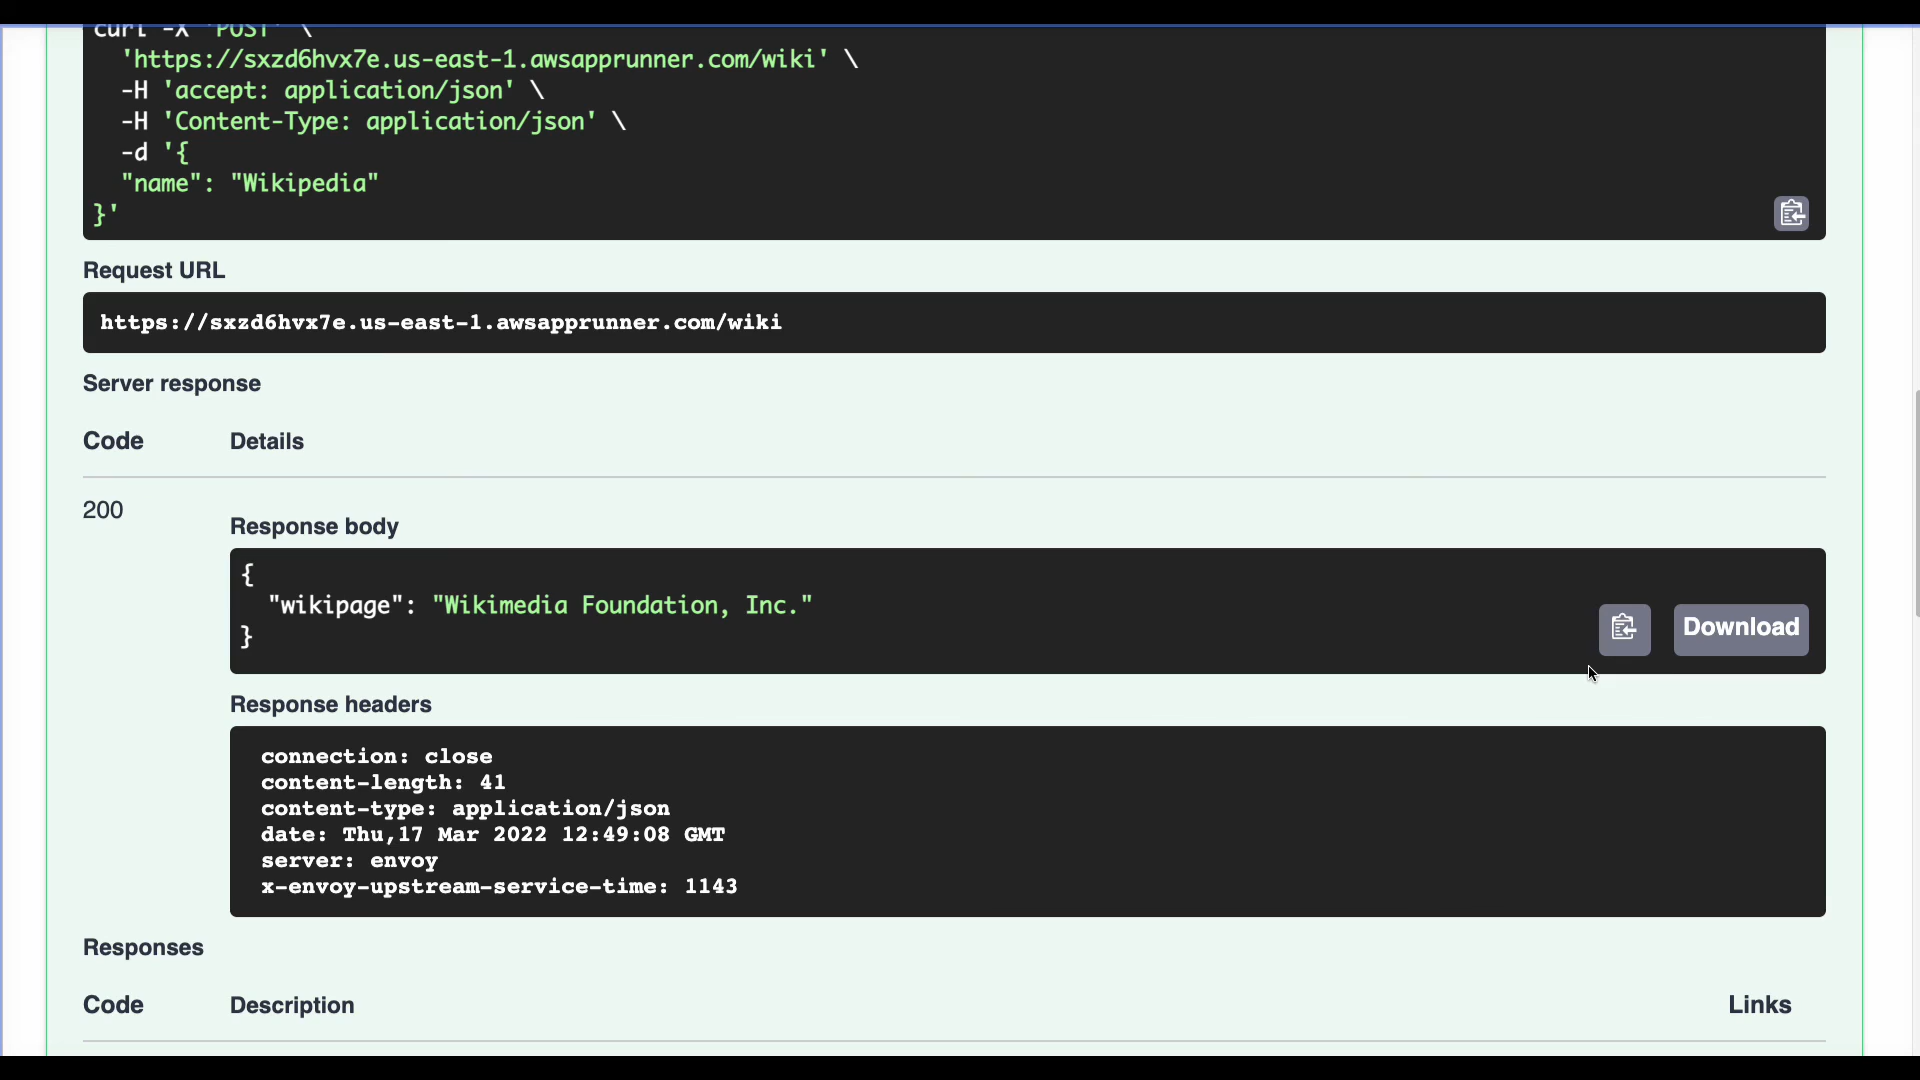 curl -X 'POST' \
'https://sxzd6hvx7e.us-east-1.awsapprunner.com/wiki' \
-H 'accept: application/json' \
-H 'Content-Type: application/json' \
-d '{
"name": "Wikipedia"
}'
Request URL
https://sxzd6hvx7e.us-east-1.awsapprunner.com/wiki
Server response
Code Details
200
Response body
{
"wikipage": "Wikimedia Foundation, Inc."
}
Download
Response headers
connection: close
content-length: 41
content-type: application/json
date: Thu,17 Mar 2022 12:49:08 GMT
server: envoy
x-envoy-upstream-service-time: 1143
Responses
Code Description Links